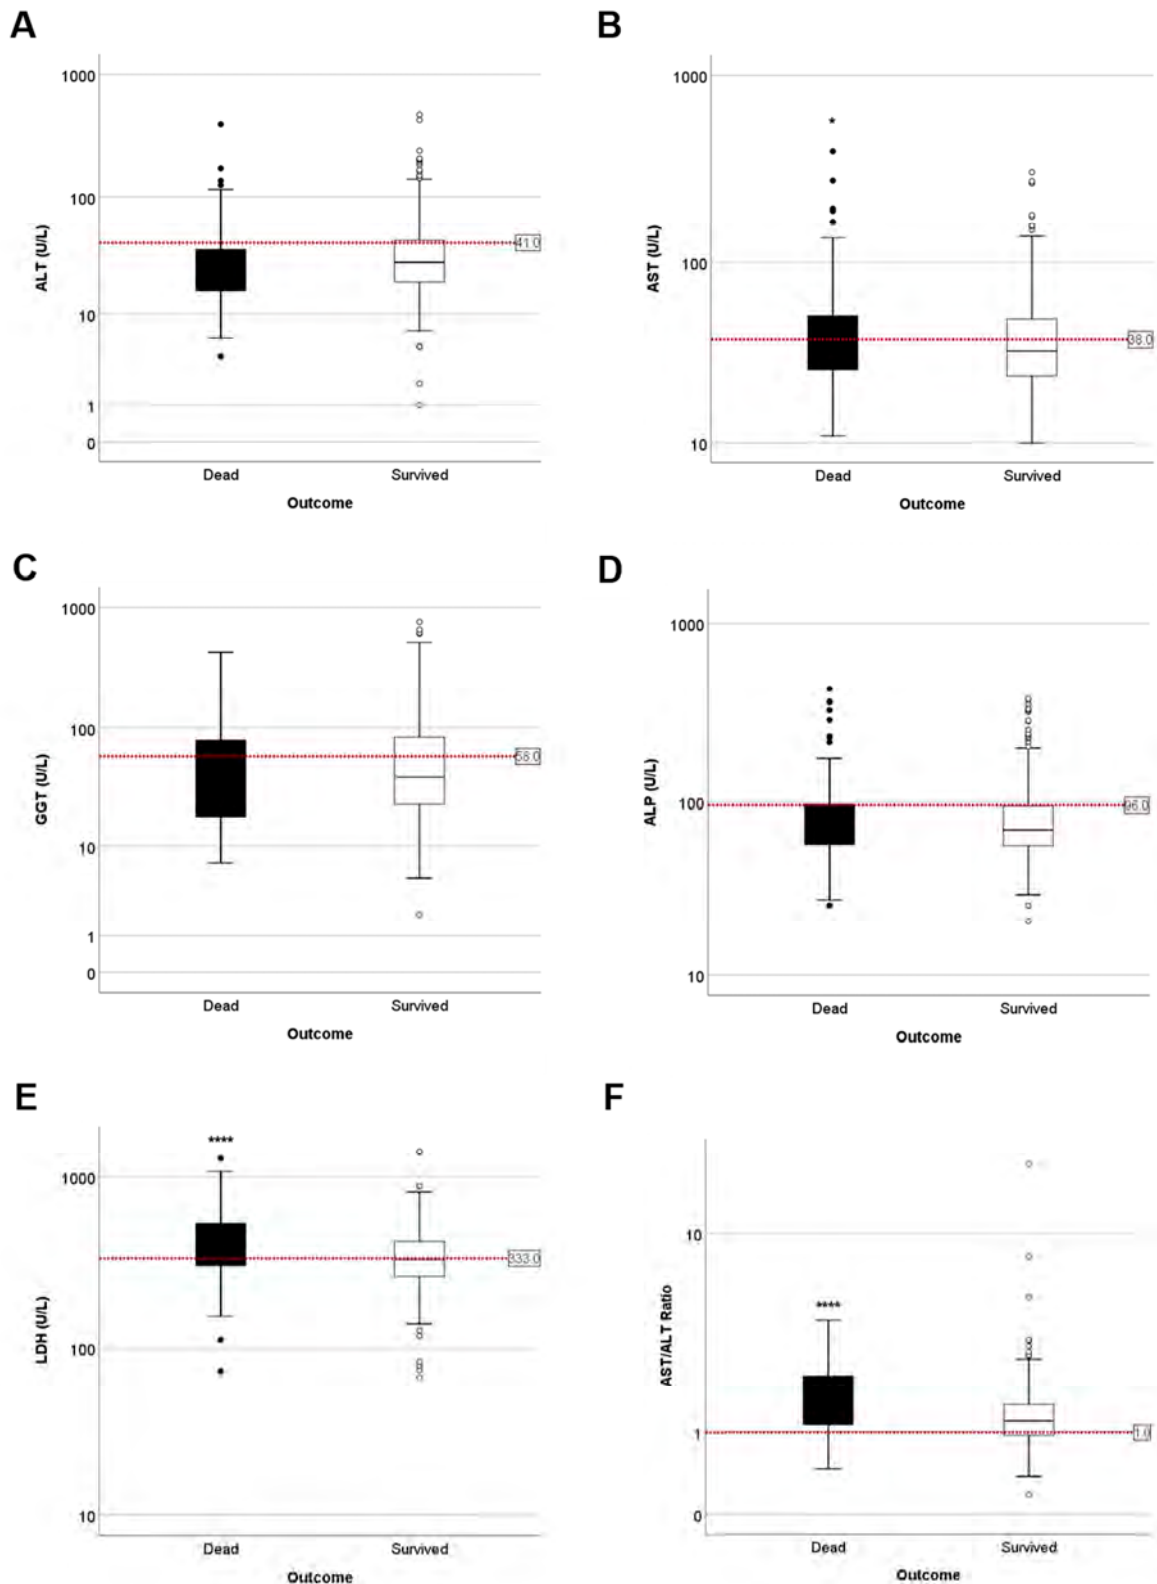 A
1000
100
10
1
0
ALT (U/L)
41.0
Dead
Survived
Outcome
B
*
1000
100
10
AST (U/L)
38.0
Dead
Survived
Outcome
C
1000
100
10
1
0
GGT (U/L)
58.0
Dead
Survived
Outcome
D
1000
100
10
ALP (U/L)
96.0
Dead
Survived
Outcome
E
****
1000
100
10
LDH (U/L)
333.0
Dead
Survived
Outcome
F
****
10
1
0
AST/ALT Ratio
1.0
Dead
Survived
Outcome